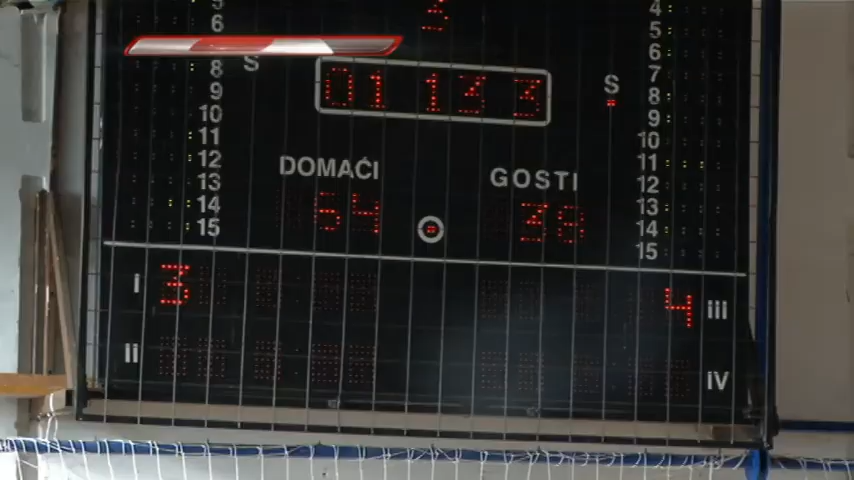 5 3 4
6 5
6
8 S 01 13 3 S 7
9 8
10 9
11 10
12 DOMAĆI GOSTI 11
13 12
14 54 38 13
15 14
15
i 3 4 iii
ii iv